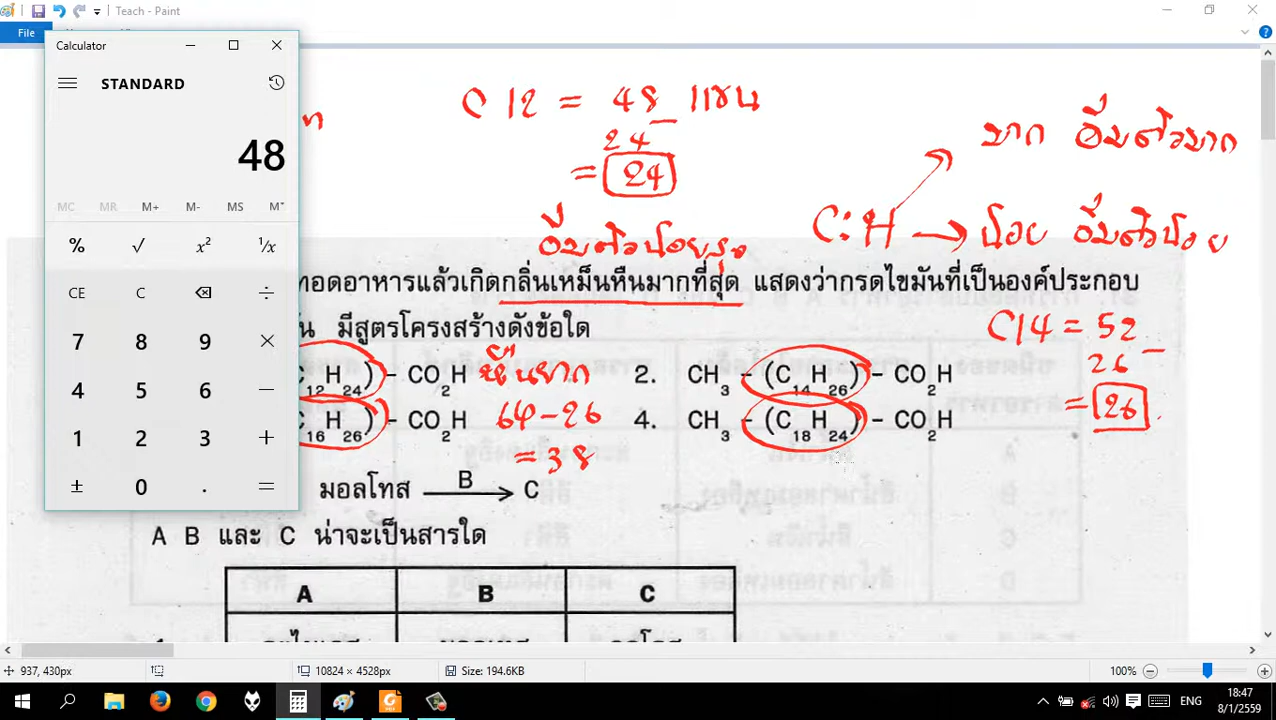 Teach - Paint
File
Calculator
STANDARD
48
MC MR M+ M- MS M˅
% √ x² ¹/x
CE C ÷
7 8 9 ×
4 5 6 −
1 2 3 +
± 0 . =
C 12 = 48 แขน
24
= 24
อิ่มตัวน้อยสุด
มาก อิ่มตัวมาก
C:H → น้อย อิ่มตัวน้อย
ทอดอาหารแล้วเกิดกลิ่นเหม็นหืนมากที่สุด แสดงว่ากรดไขมันที่เป็นองค์ประกอบ
มีสูตรโครงสร้างดังข้อใด
C14 = 52
26
= 26
C₁₂H₂₄) – CO₂H หืนยาก 2. CH₃ – (C₁₄H₂₆) – CO₂H
64 – 26
C₁₆H₂₆) – CO₂H 4. CH₃ – (C₁₈H₂₄) – CO₂H
= 38
มอลโทส B → C
A B และ C น่าจะเป็นสารใด
A B C
937, 430px
10824 × 4528px
Size: 194.6KB
100%
ENG
18:47
8/1/2559